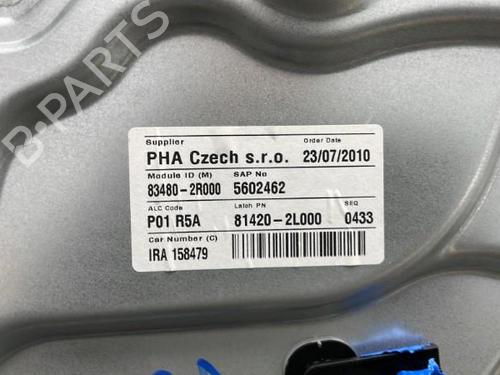 B-PARTS
Supplier Order Date
PHA Czech s.r.o. 23/07/2010
Module ID (M) SAP No
83480-2R000 5602462
ALC Code Latch PN SEQ
P01 R5A 81420-2L000 0433
Car Number (C)
IRA 158479